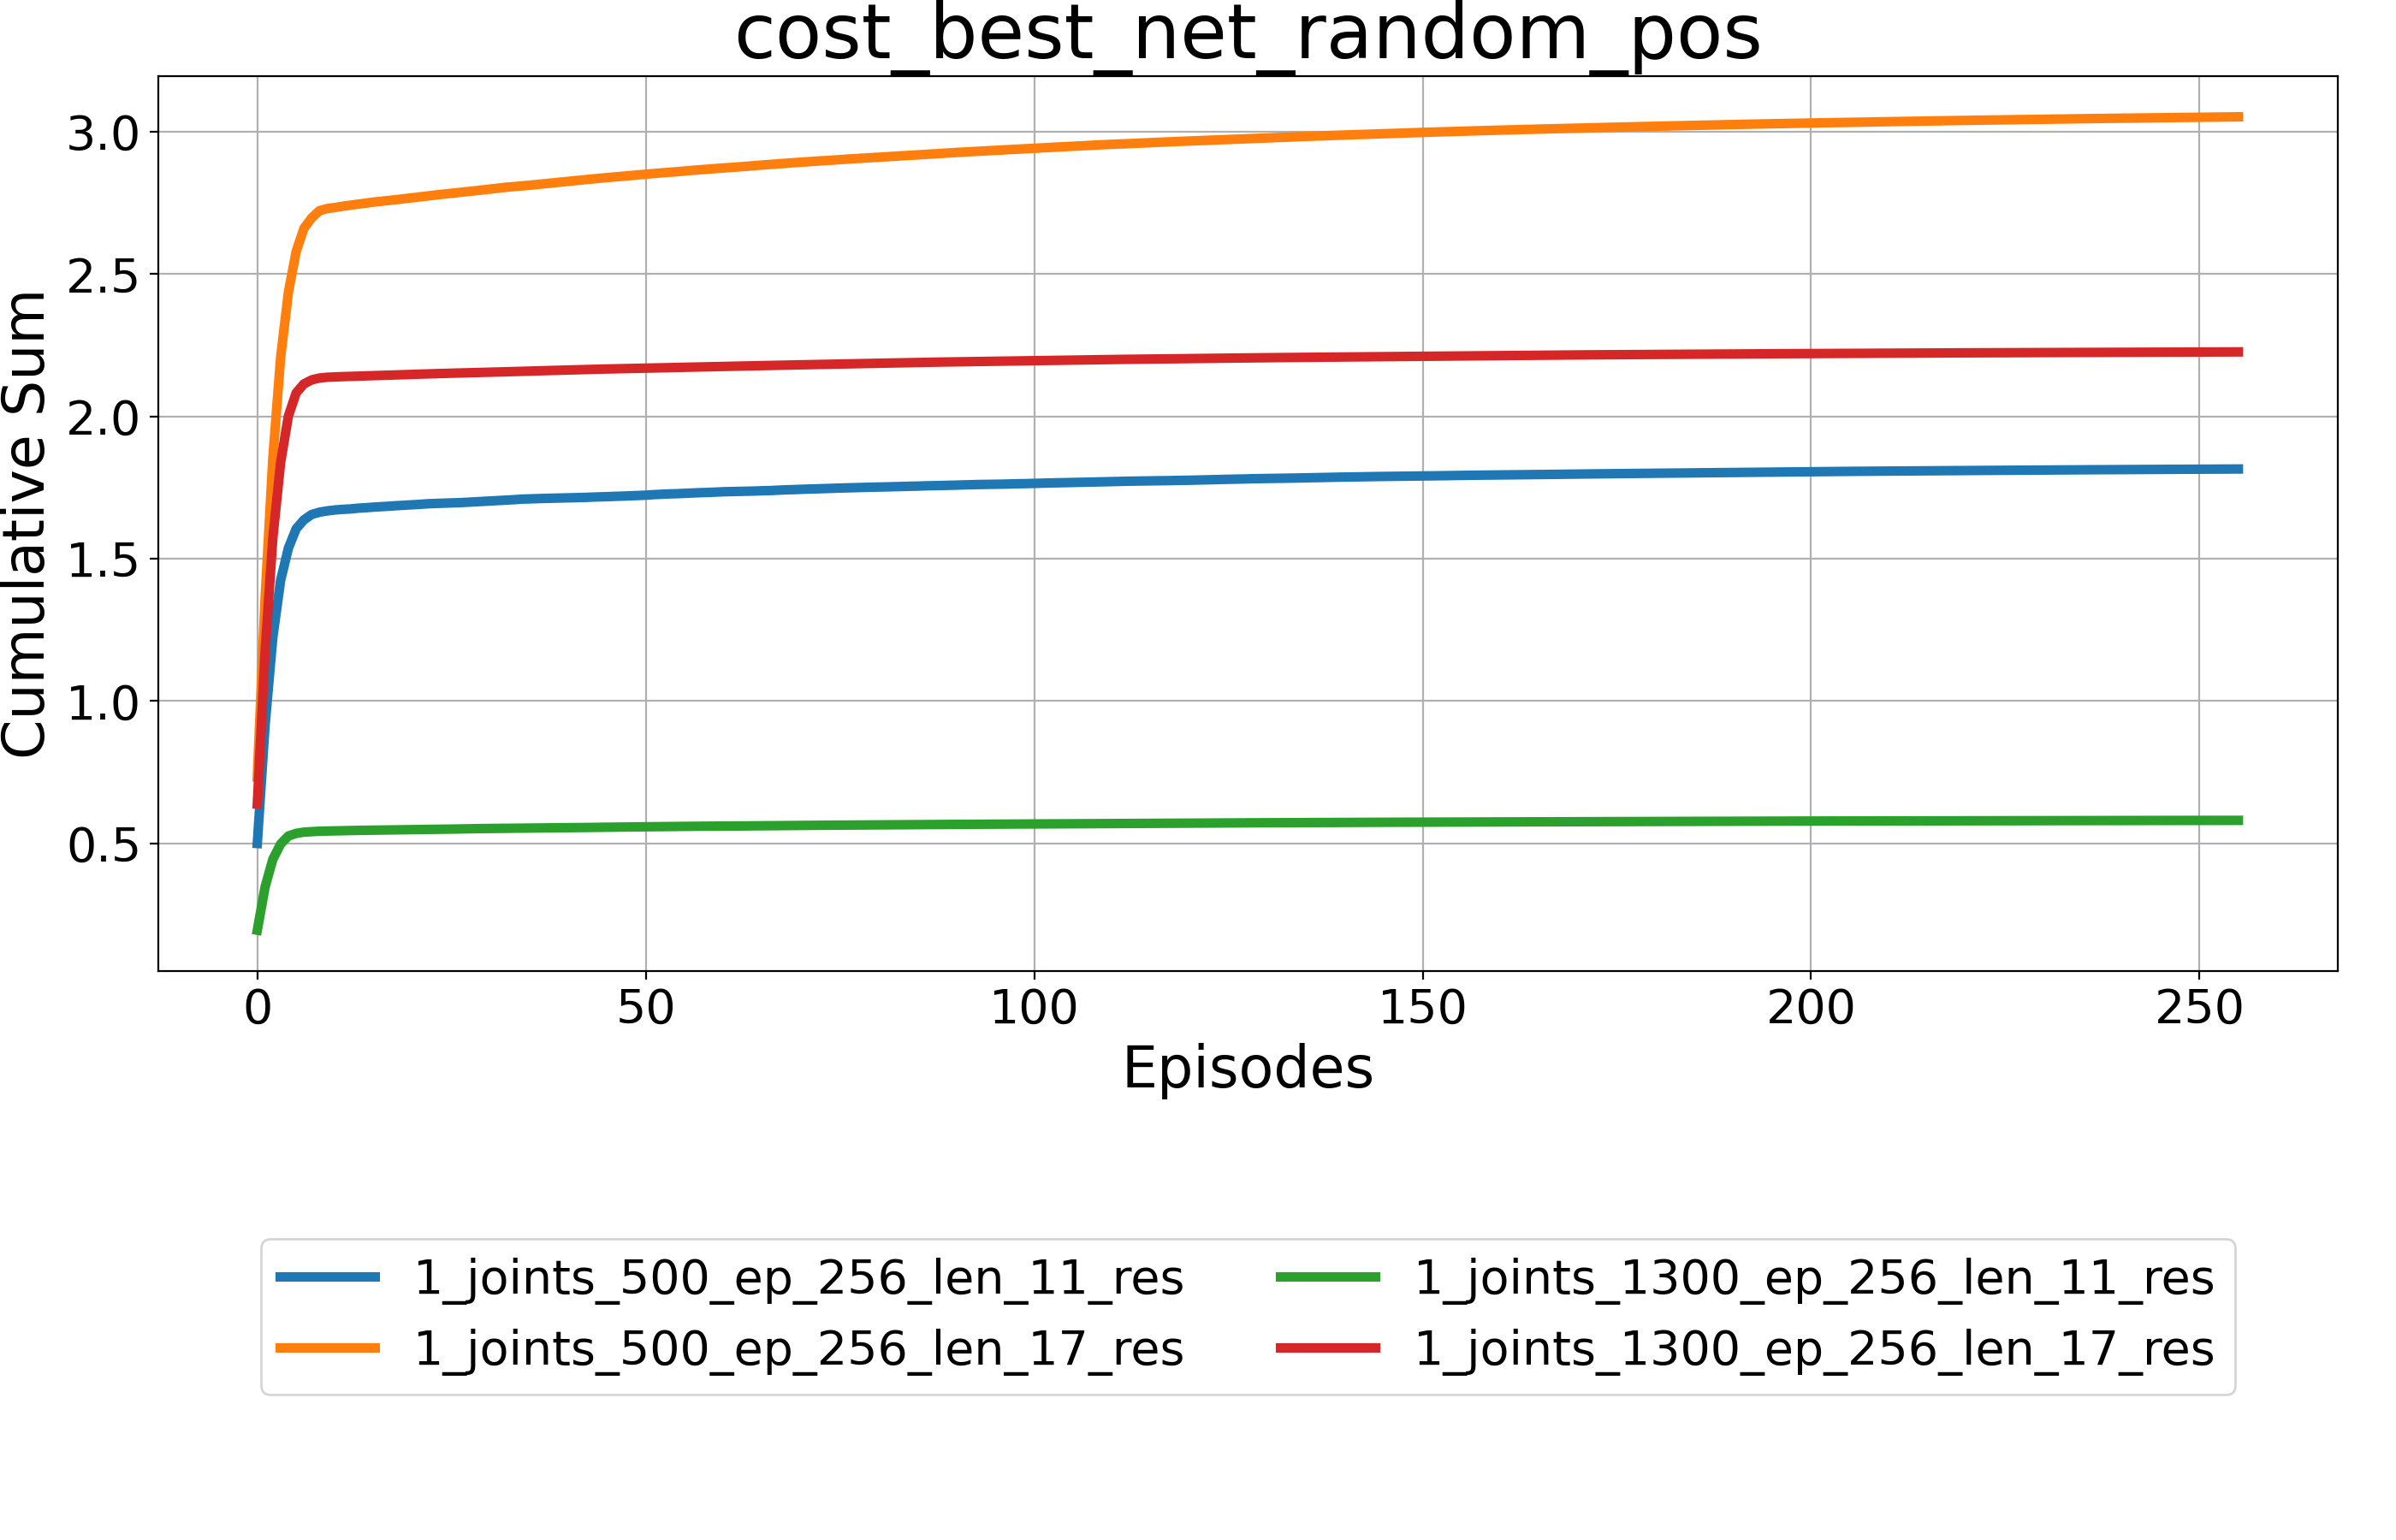 cost_best_net_random_pos
Cumulative Sum
3.0
2.5
2.0
1.5
1.0
0.5
0 50 100 150 200 250
Episodes
1_joints_500_ep_256_len_11_res
1_joints_500_ep_256_len_17_res
1_joints_1300_ep_256_len_11_res
1_joints_1300_ep_256_len_17_res